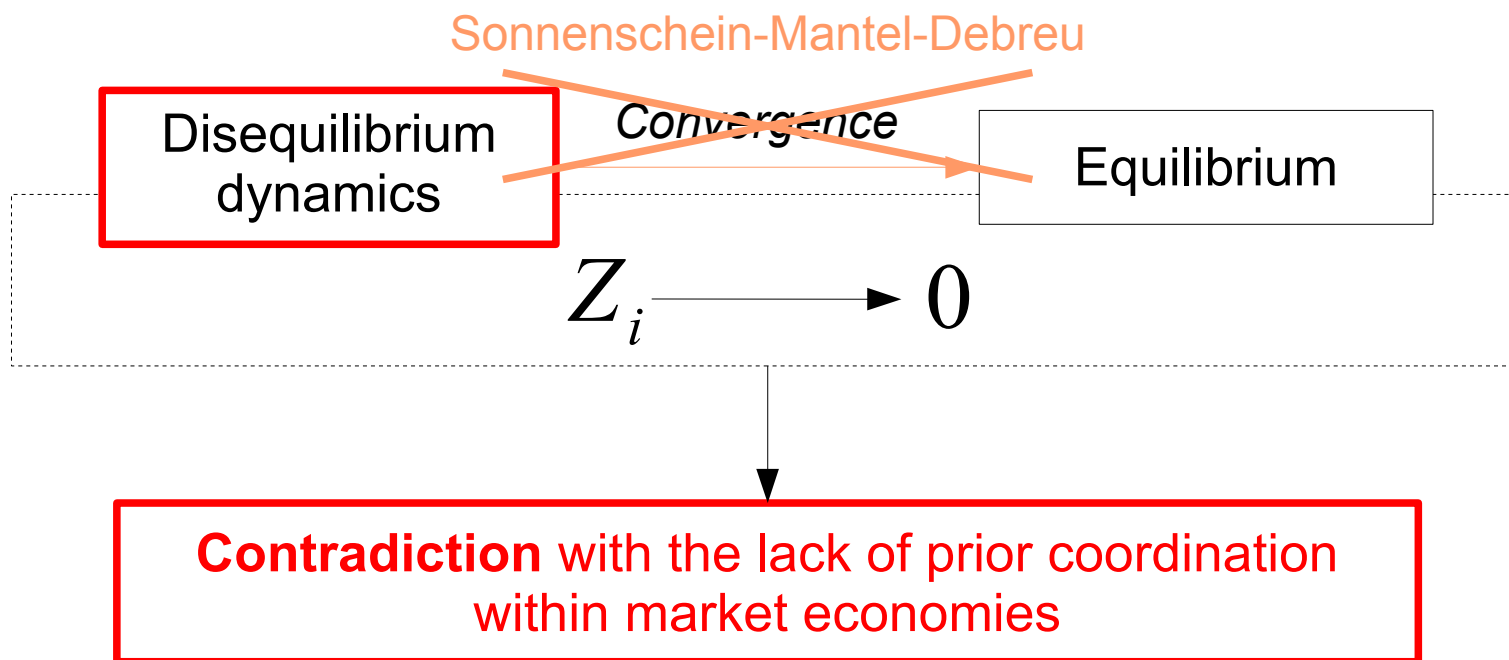 Sonnenschein-Mantel-Debreu
Convergence
Disequilibrium
dynamics
Equilibrium
Z_i 0
Contradiction with the lack of prior coordination
within market economies